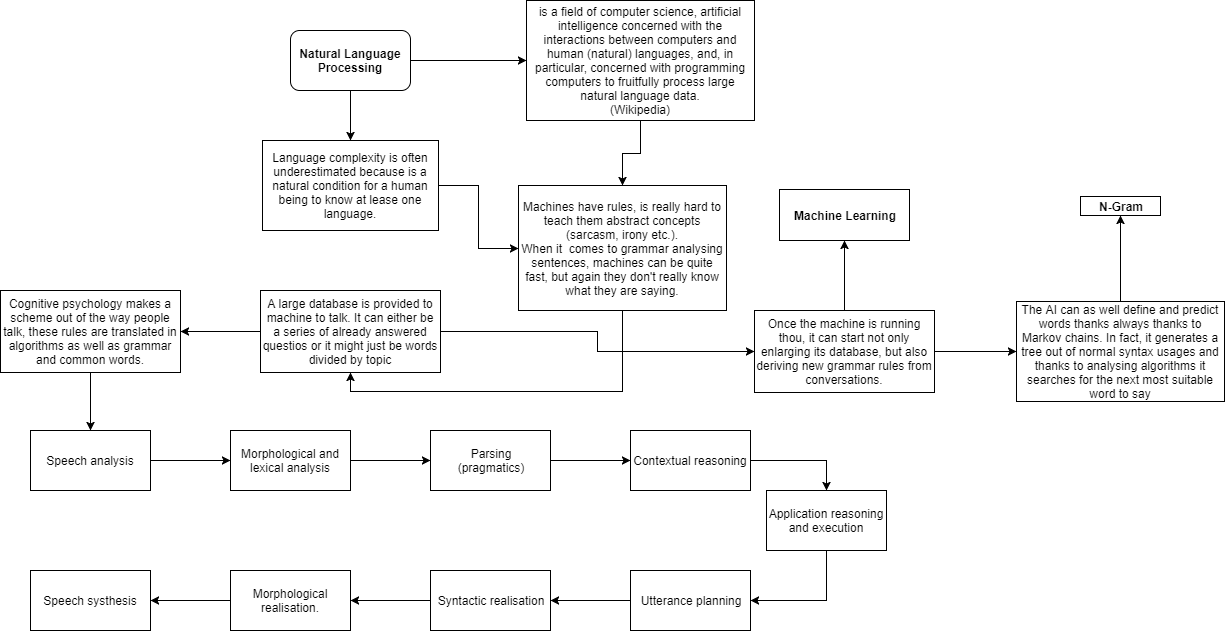 Natural Language
Processing
is a field of computer science, artificial
intelligence concerned with the
interactions between computers and
human (natural) languages, and, in
particular, concerned with programming
computers to fruitfully process large
natural language data.
(Wikipedia)
Language complexity is often
underestimated because is a
natural condition for a human
being to know at lease one
language.
Machines have rules, is really hard to
teach them abstract concepts
(sarcasm, irony etc.).
When it  comes to grammar analysing
sentences, machines can be quite
fast, but again they don't really know
what they are saying.
Machine Learning
N-Gram
Cognitive psychology makes a
scheme out of the way people
talk, these rules are translated in
algorithms as well as grammar
and common words.
A large database is provided to
machine to talk. It can either be
a series of already answered
questios or it might just be words
divided by topic
Once the machine is running
thou, it can start not only
enlarging its database, but also
deriving new grammar rules from
conversations.
The AI can as well define and predict
words thanks always thanks to
Markov chains. In fact, it generates a
tree out of normal syntax usages and
thanks to analysing algorithms it
searches for the next most suitable
word to say
Speech analysis
Morphological and
lexical analysis
Parsing
(pragmatics)
Contextual reasoning
Application reasoning
and execution
Speech systhesis
Morphological
realisation.
Syntactic realisation
Utterance planning